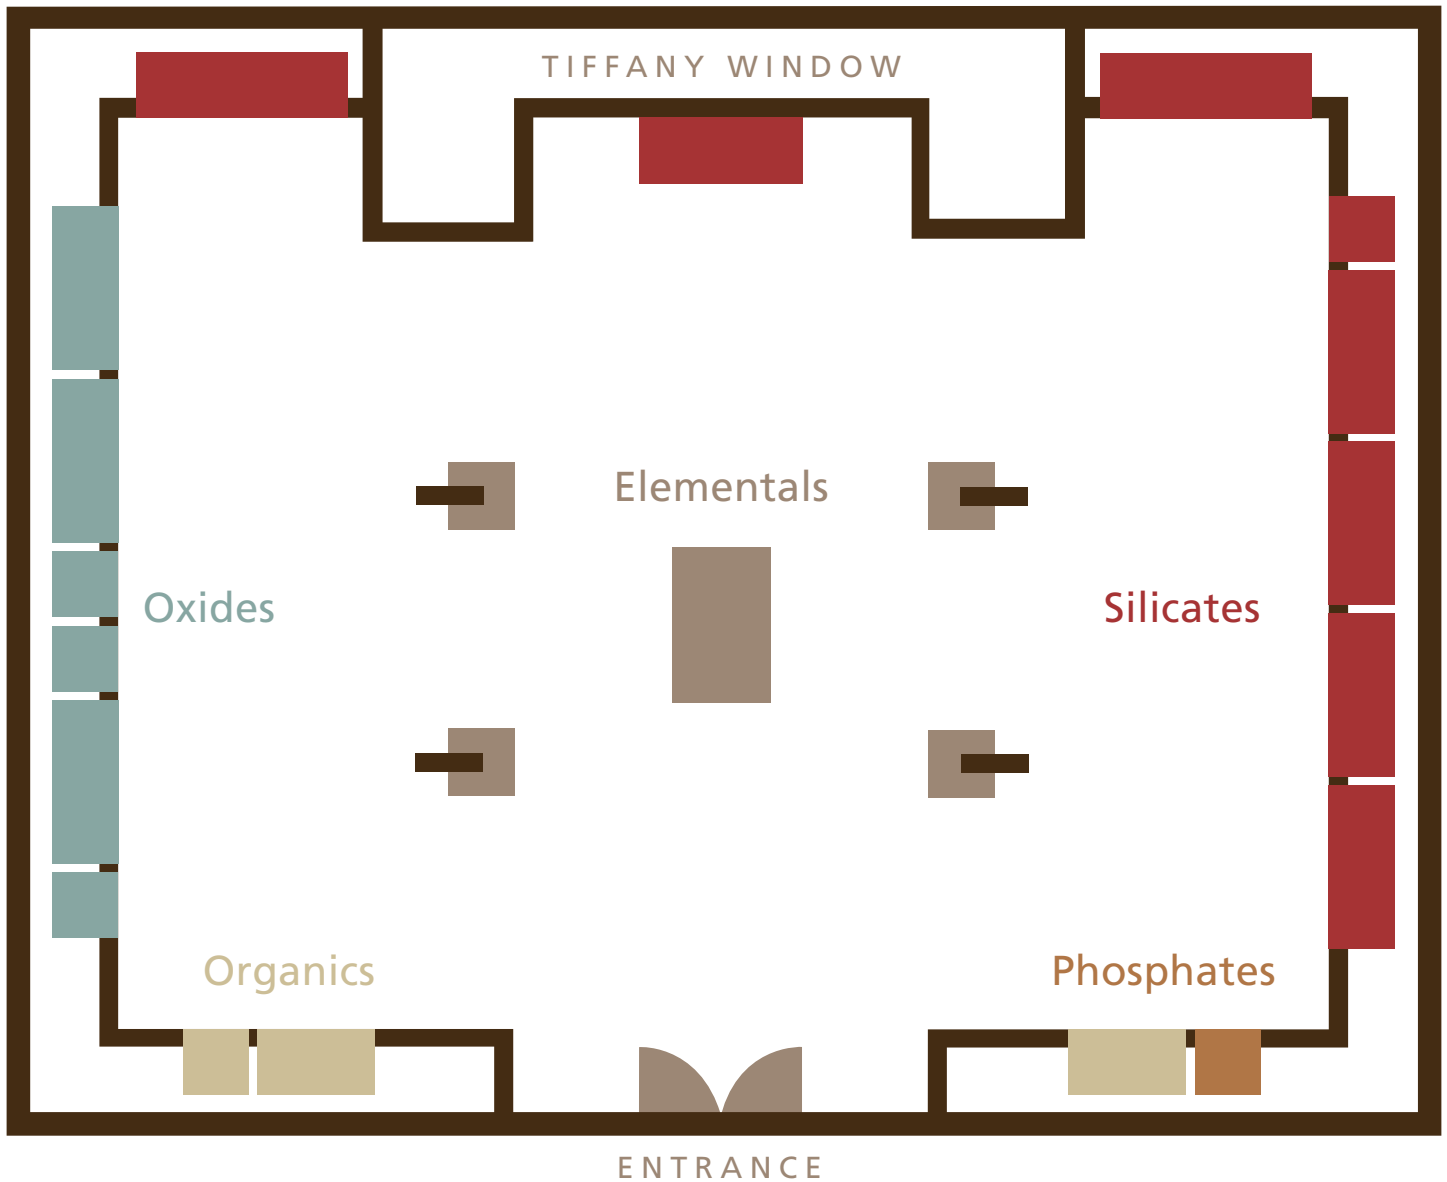 TIFFANY WINDOW
Elementals
Oxides
Silicates
Organics
Phosphates
ENTRANCE